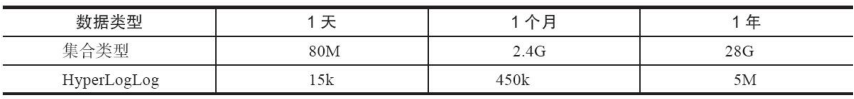 数据类型 1 天 1 个月 1 年
集合类型 80M 2.4G 28G
HyperLogLog 15k 450k 5M